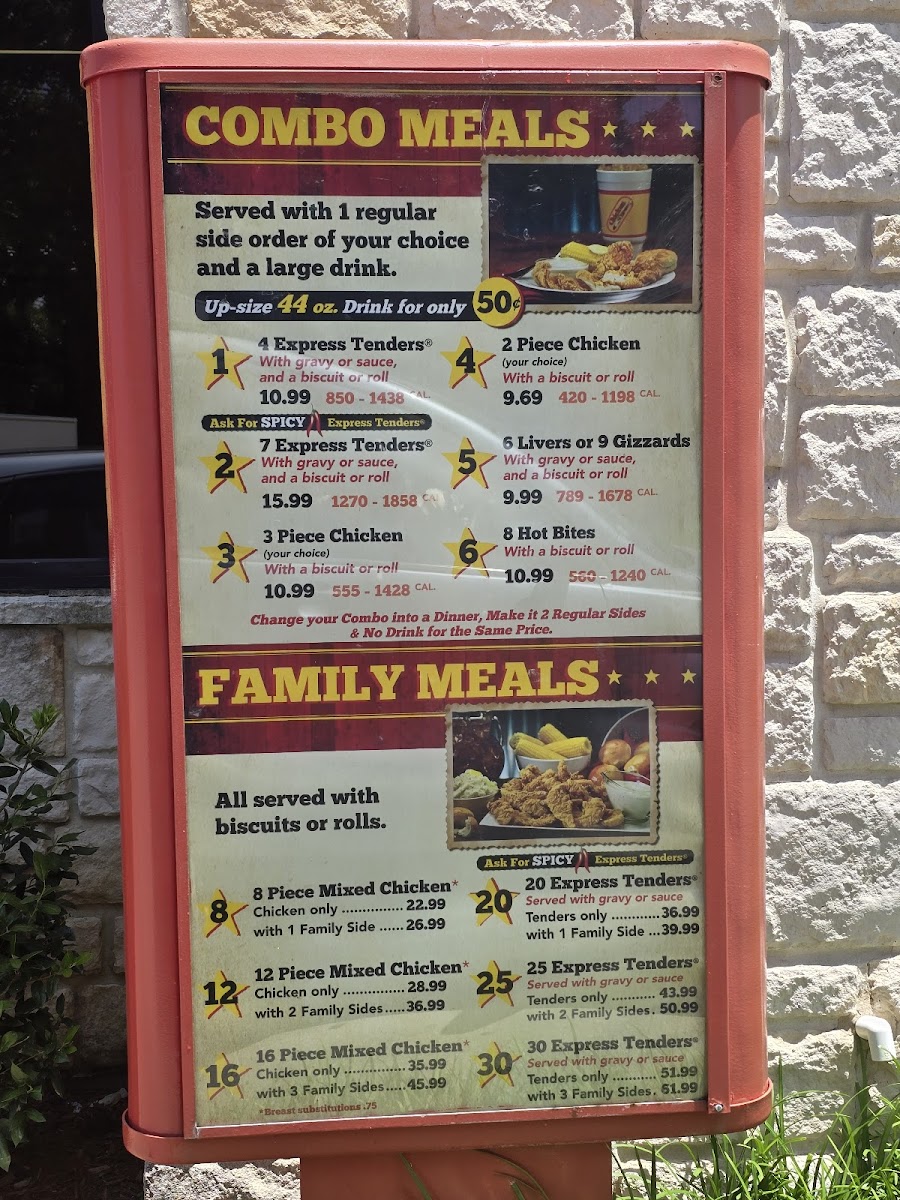 COMBO MEALS
Served with 1 regular
side order of your choice
and a large drink.
Up-size 44 oz. Drink for only 50¢
1
4 Express Tenders®
With gravy or sauce,
and a biscuit or roll
10.99 850 - 1438 CAL.
Ask For SPICY Express Tenders®
2
7 Express Tenders®
With gravy or sauce,
and a biscuit or roll
15.99 1270 - 1858 CAL
3
3 Piece Chicken
(your choice)
With a biscuit or roll
10.99 555 - 1428 CAL.
4
2 Piece Chicken
(your choice)
With a biscuit or roll
9.69 420 - 1198 CAL.
5
6 Livers or 9 Gizzards
With gravy or sauce,
and a biscuit or roll
9.99 789 - 1678 CAL.
6
8 Hot Bites
With a biscuit or roll
10.99 560 - 1240 CAL.
Change your Combo into a Dinner, Make it 2 Regular Sides
& No Drink for the Same Price.
FAMILY MEALS
All served with
biscuits or rolls.
8
8 Piece Mixed Chicken*
Chicken only ............... 22.99
with 1 Family Side ...... 26.99
12
12 Piece Mixed Chicken*
Chicken only ............... 28.99
with 2 Family Sides..... 36.99
16
16 Piece Mixed Chicken*
Chicken only ............... 35.99
with 3 Family Sides..... 45.99
*Breast substitutions .75
Ask For SPICY Express Tenders®
20
20 Express Tenders®
Served with gravy or sauce
Tenders only ............ 36.99
with 1 Family Side ... 39.99
25
25 Express Tenders®
Served with gravy or sauce
Tenders only ........... 43.99
with 2 Family Sides. 50.99
30
30 Express Tenders®
Served with gravy or sauce
Tenders only ........... 51.99
with 3 Family Sides. 61.99